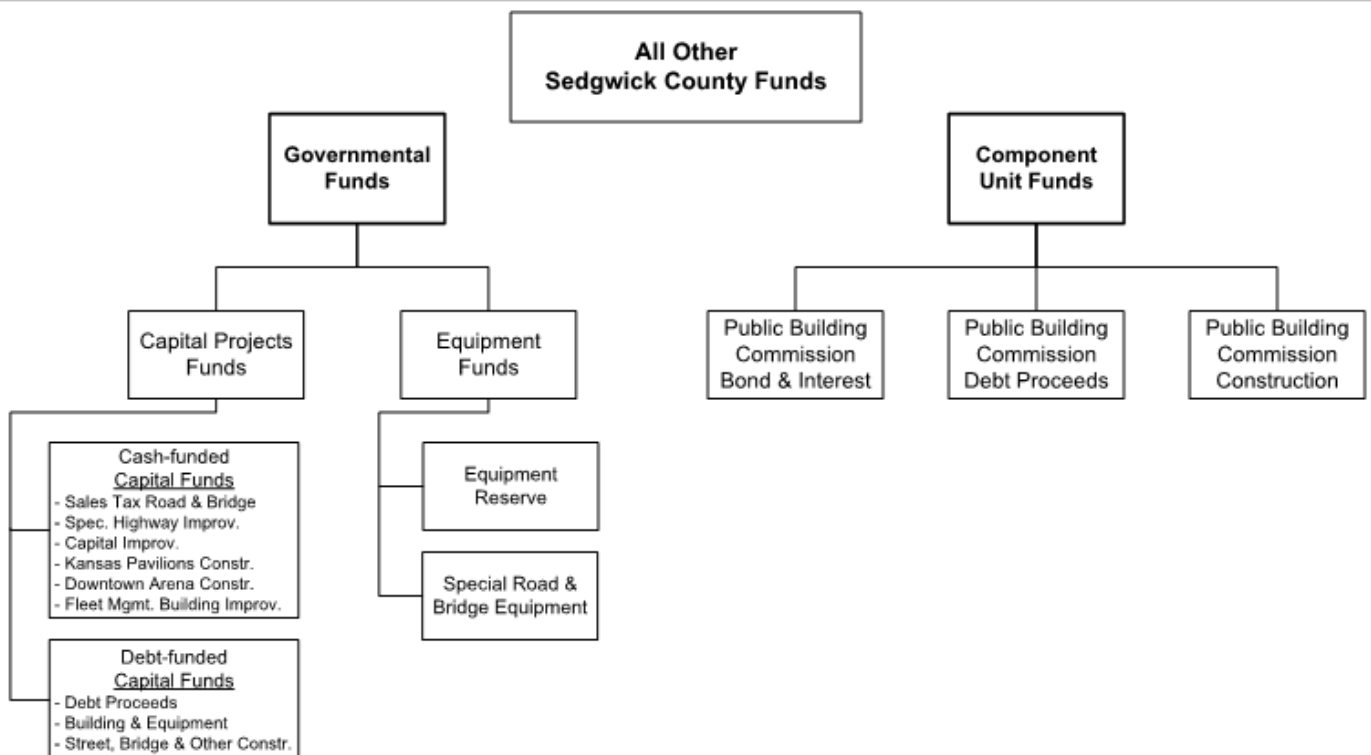 All Other
Sedgwick County Funds
Governmental
Funds
Component
Unit Funds
Capital Projects
Funds
Equipment
Funds
Public Building
Commission
Bond & Interest
Public Building
Commission
Debt Proceeds
Public Building
Commission
Construction
Cash-funded
Capital Funds
- Sales Tax Road & Bridge
- Spec. Highway Improv.
- Capital Improv.
- Kansas Pavilions Constr.
- Downtown Arena Constr.
- Fleet Mgmt. Building Improv.
Equipment
Reserve
Special Road &
Bridge Equipment
Debt-funded
Capital Funds
- Debt Proceeds
- Building & Equipment
- Street, Bridge & Other Constr.